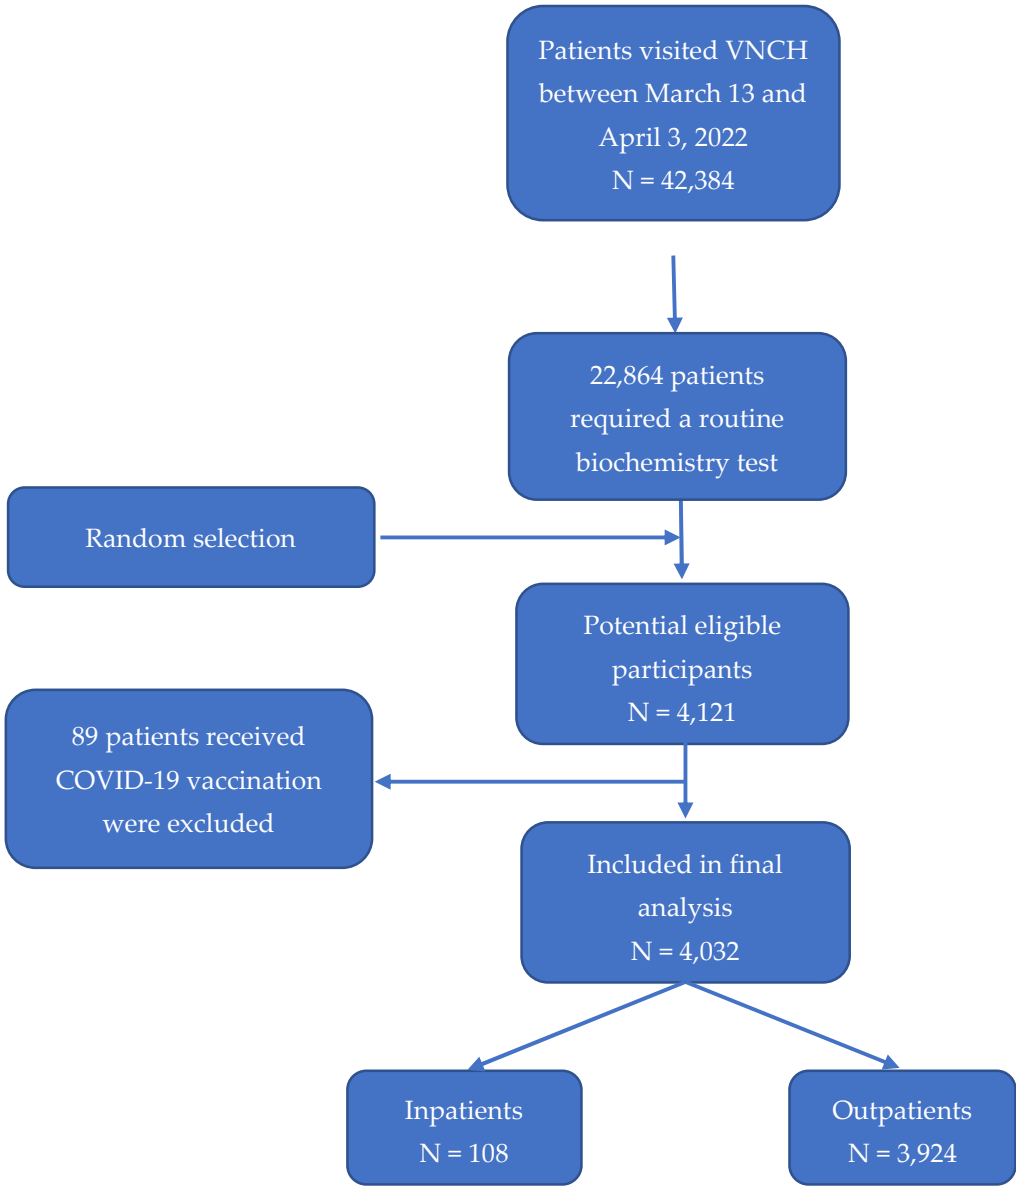 Patients visited VNCH
between March 13 and
April 3, 2022
N = 42,384
22,864 patients
required a routine
biochemistry test
Random selection
Potential eligible
participants
N = 4,121
89 patients received
COVID-19 vaccination
were excluded
Included in final
analysis
N = 4,032
Inpatients
N = 108
Outpatients
N = 3,924